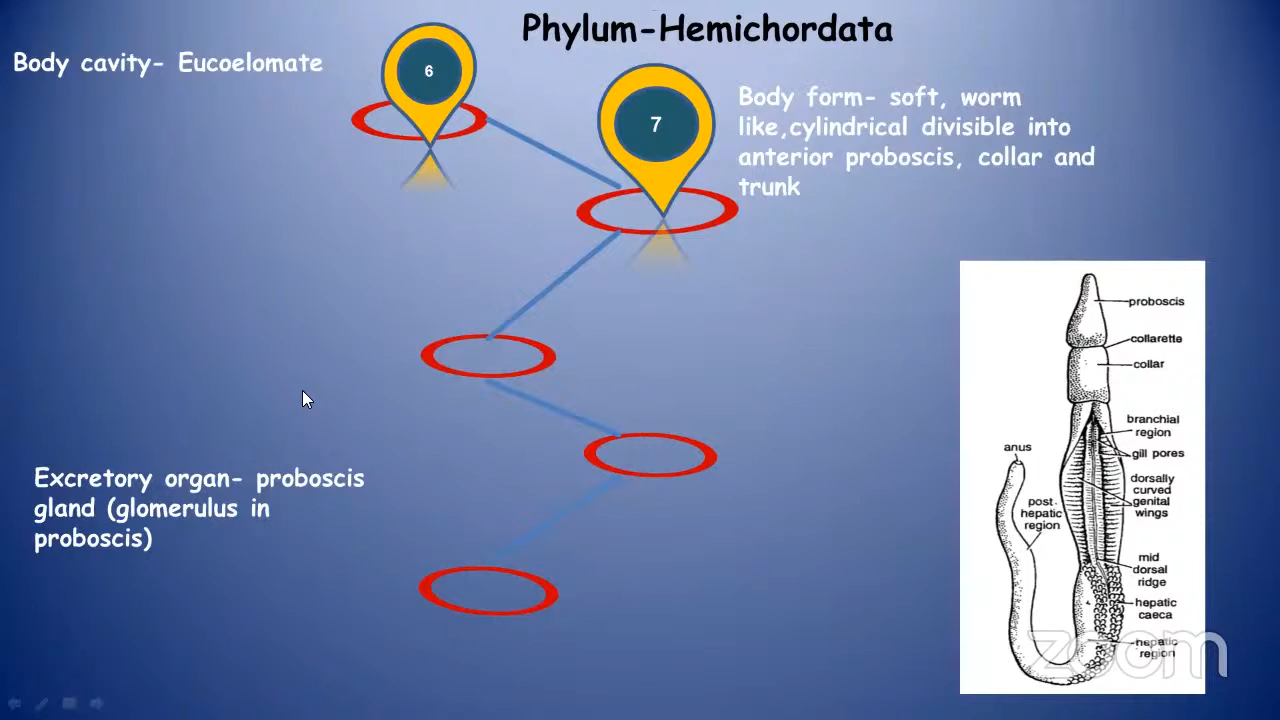 Phylum-Hemichordata
Body cavity- Eucoelomate
6
7
Body form- soft, worm
like,cylindrical divisible into
anterior proboscis, collar and
trunk
Excretory organ- proboscis
gland (glomerulus in
proboscis)
proboscis
collarette
collar
branchial
region
gill pores
anus
dorsally
curved
genital
wings
post-
hepatic
region
mid
dorsal
ridge
hepatic
caeca
hepatic
region
zoom